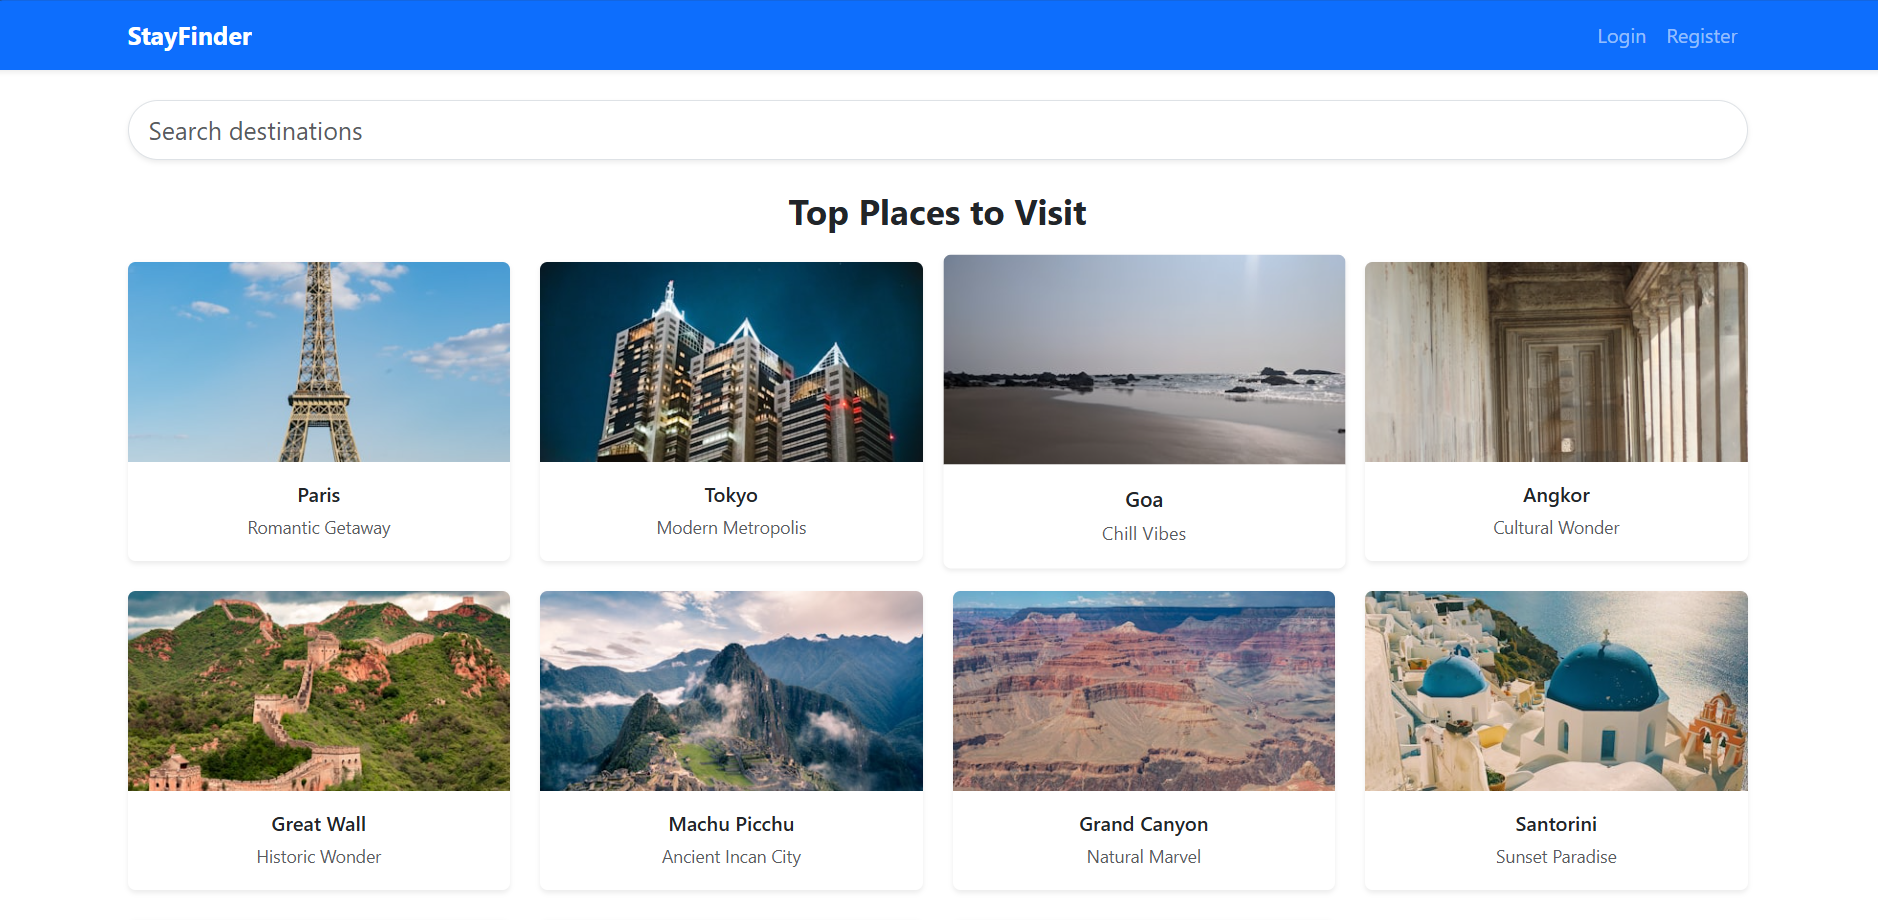 StayFinder
Login Register
Search destinations
Top Places to Visit
Paris
Romantic Getaway
Tokyo
Modern Metropolis
Goa
Chill Vibes
Angkor
Cultural Wonder
Great Wall
Historic Wonder
Machu Picchu
Ancient Incan City
Grand Canyon
Natural Marvel
Santorini
Sunset Paradise